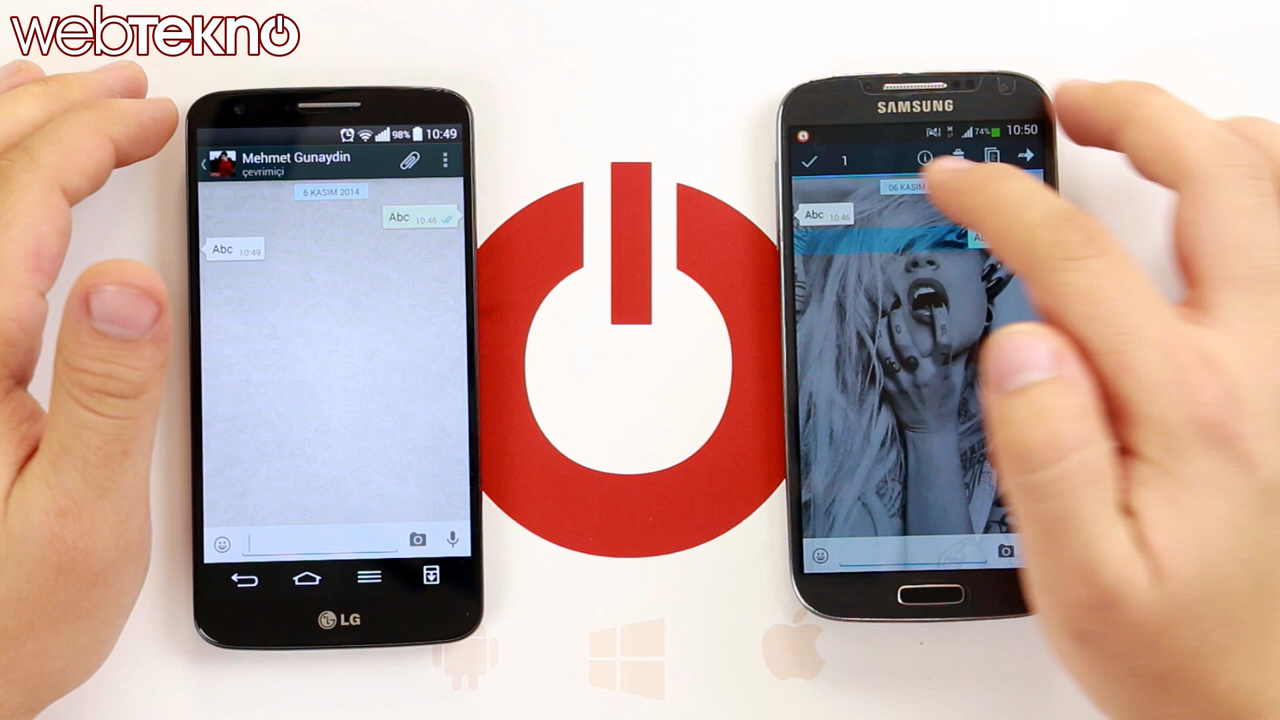 webTEKNO
98% 10:49
Mehmet Gunaydin
çevrimiçi
6 KASIM 2014
Abc 10:46
Abc 10:49
LG
SAMSUNG
74% 10:50
1
06 KASIM
Abc 10:46